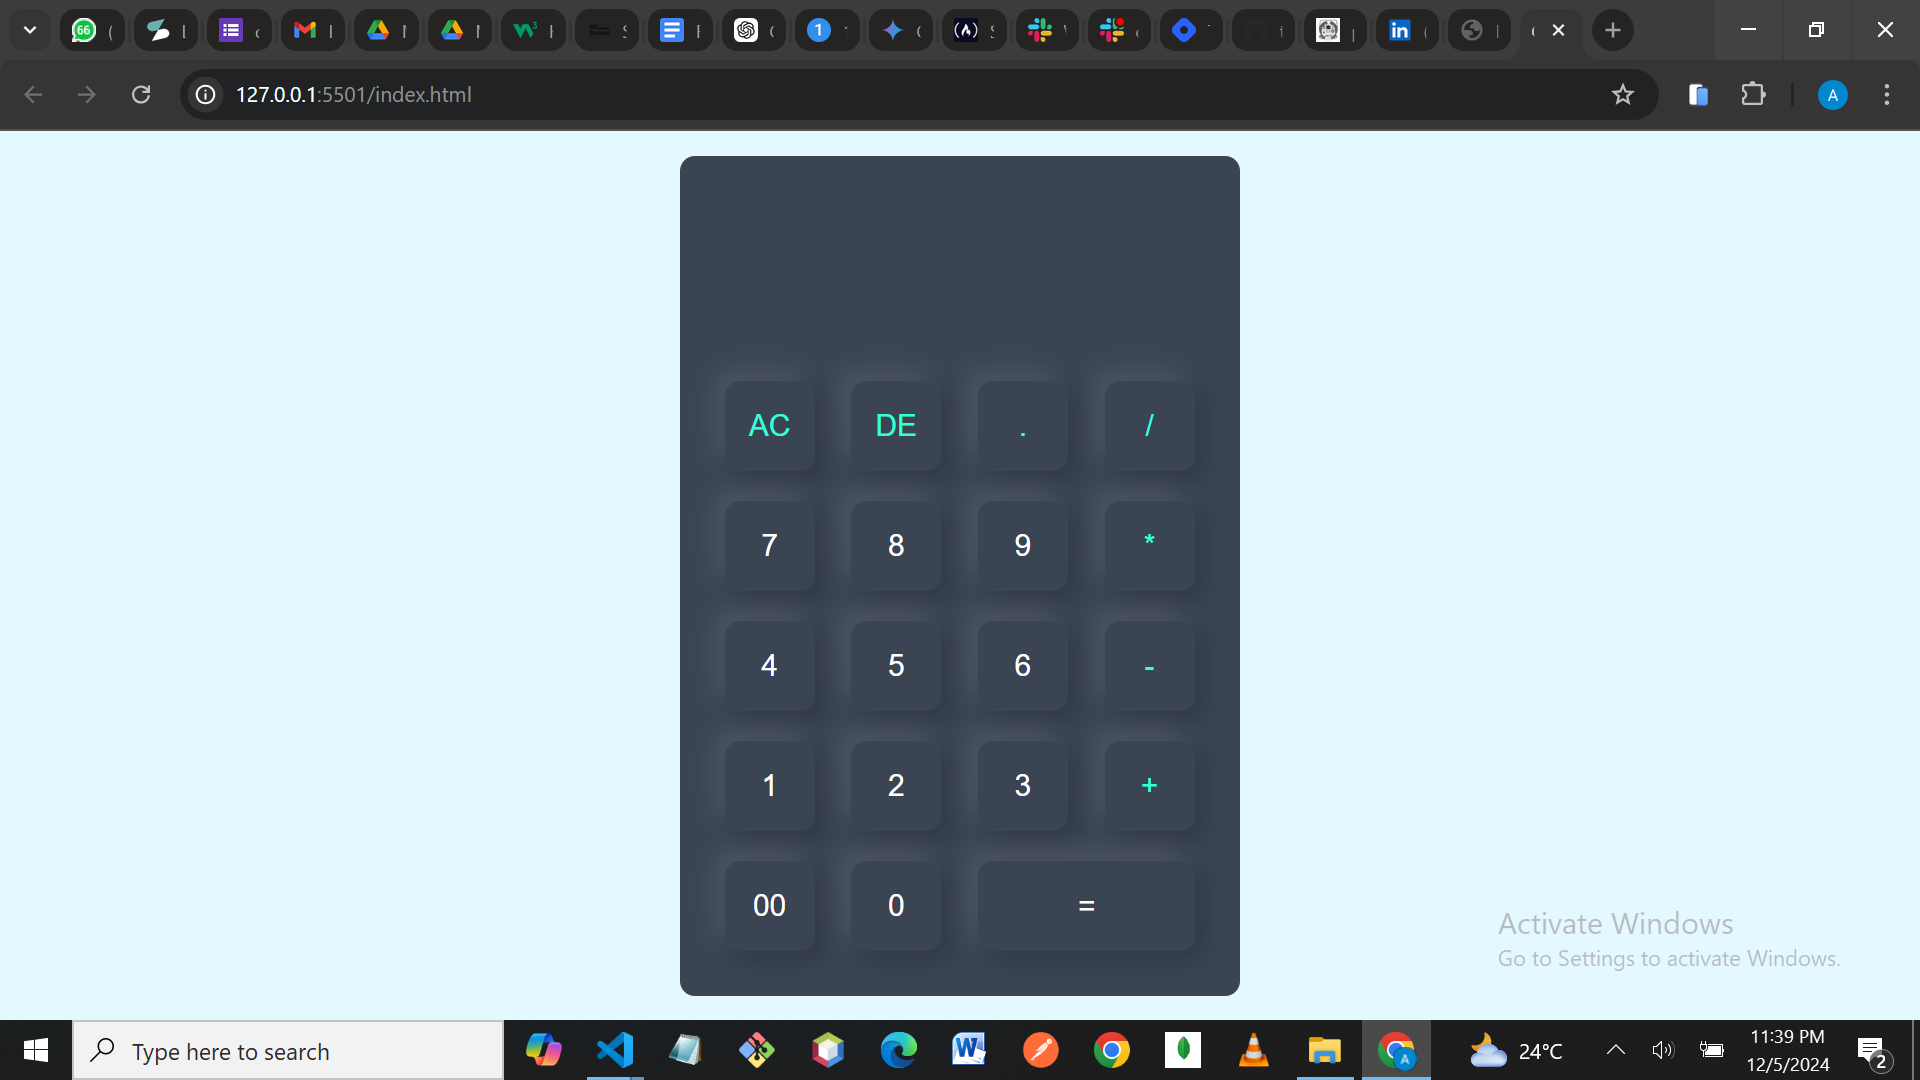 66
1
127.0.0.1:5501/index.html
A
AC DE . /
7 8 9 *
4 5 6 -
1 2 3 +
00 0 =
Activate Windows
Go to Settings to activate Windows.
Type here to search
24°C
11:39 PM
12/5/2024
2